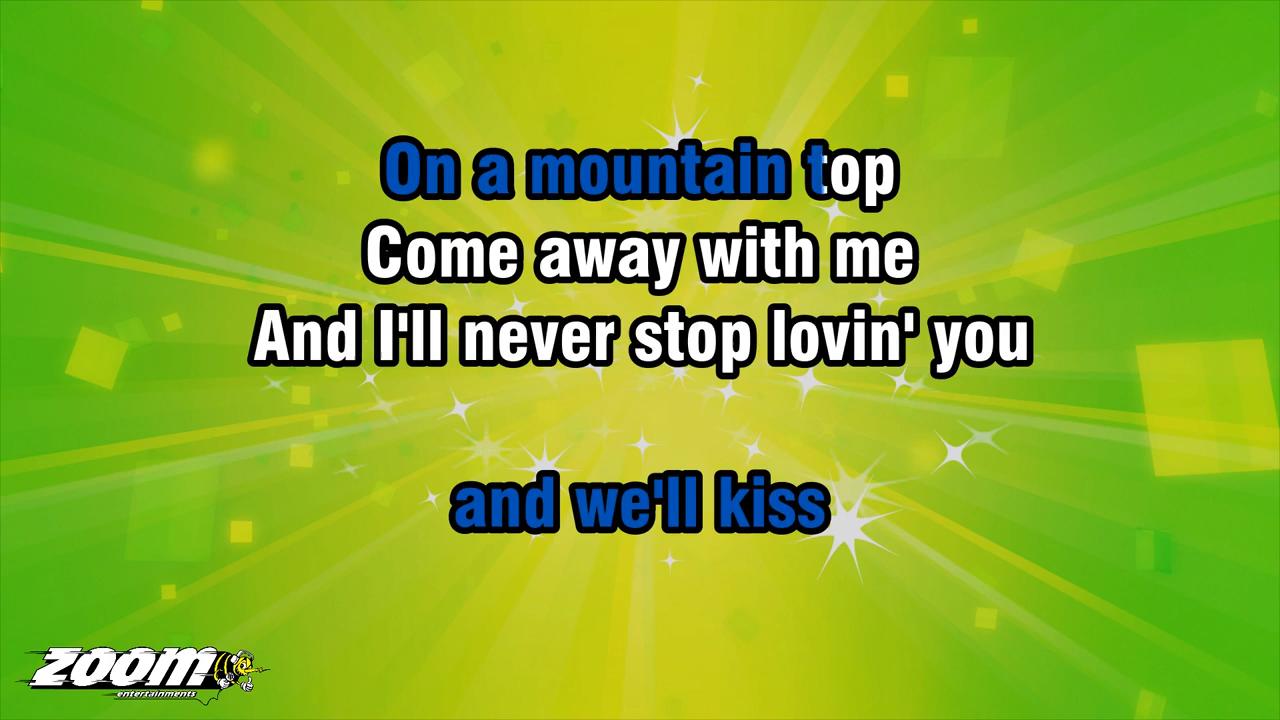 On a mountain top
Come away with me
And I'll never stop lovin' you
and we'll kiss
zoom
entertainments